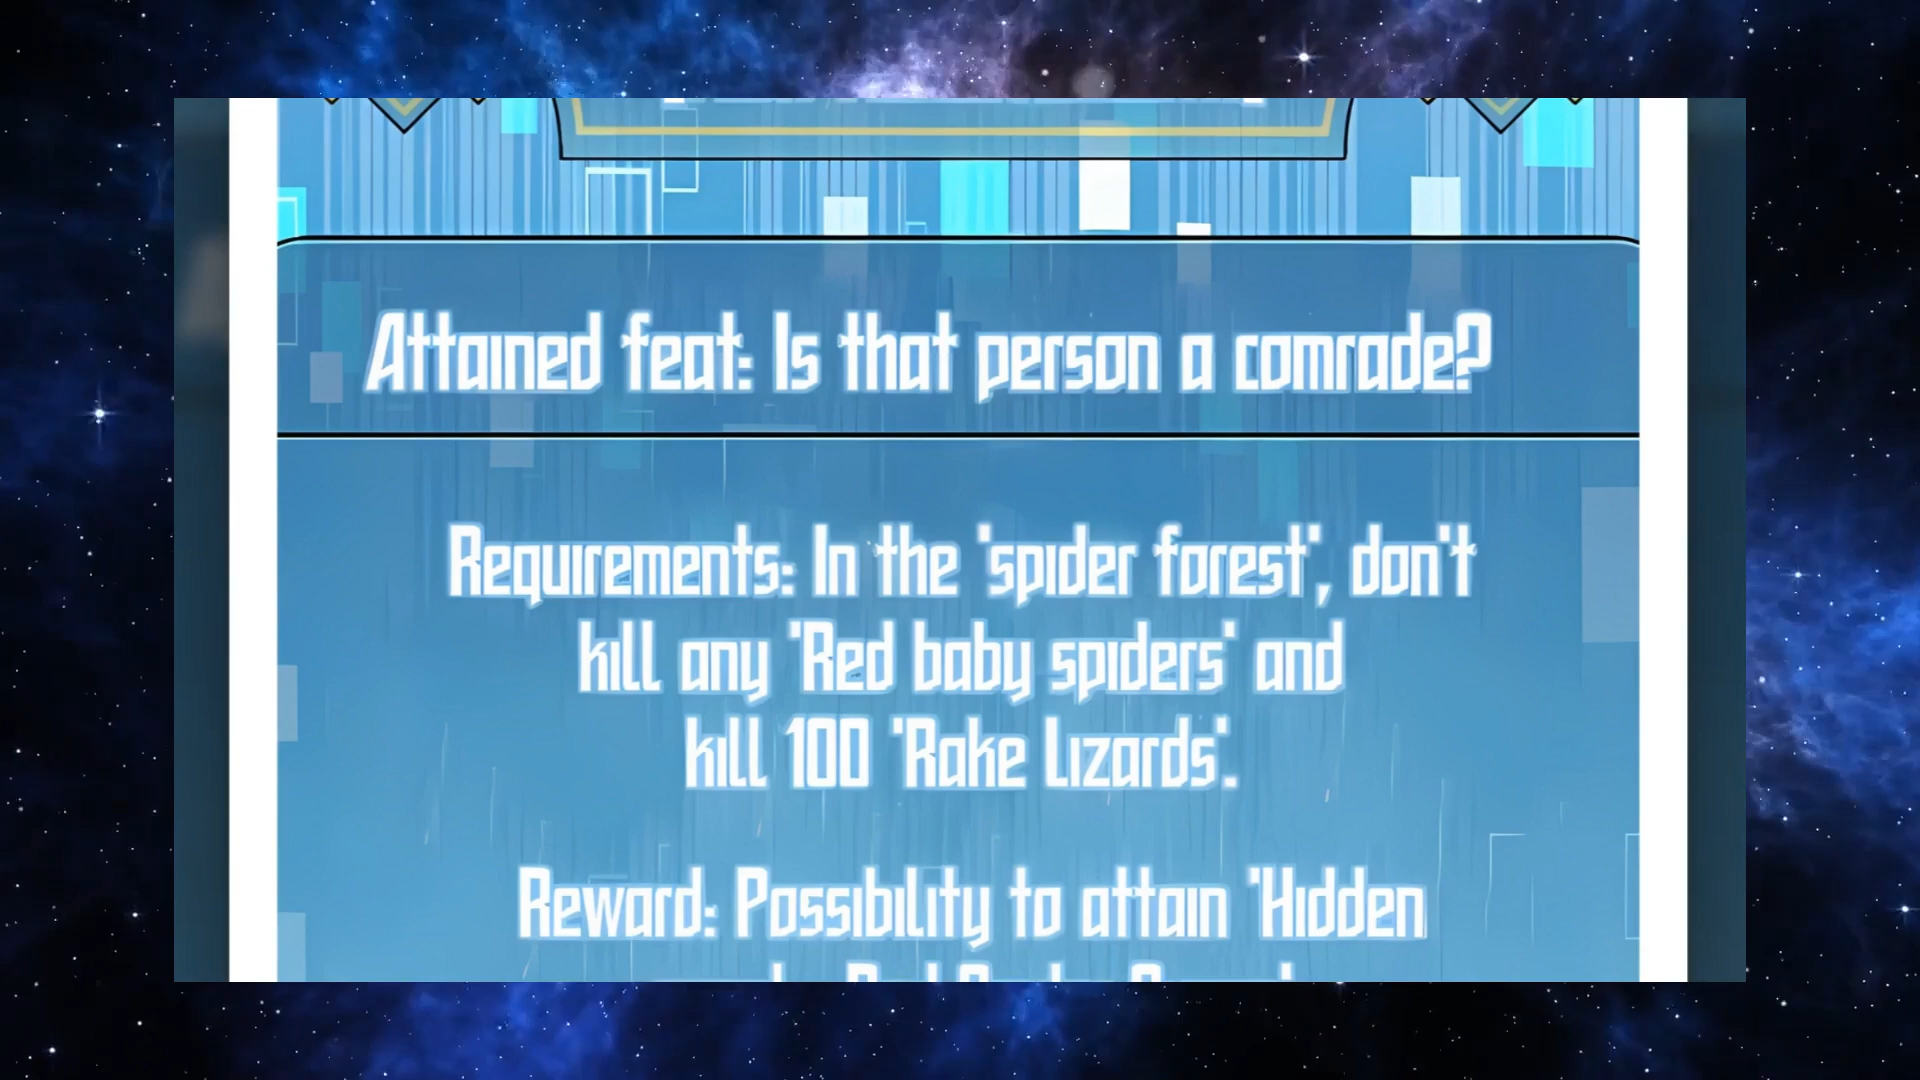 Attained feat: Is that person a comrade?
Requirements: In the 'spider forest', don't
kill any 'Red baby spiders' and
kill 100 'Rake Lizards'.
Reward: Possibility to attain 'Hidden